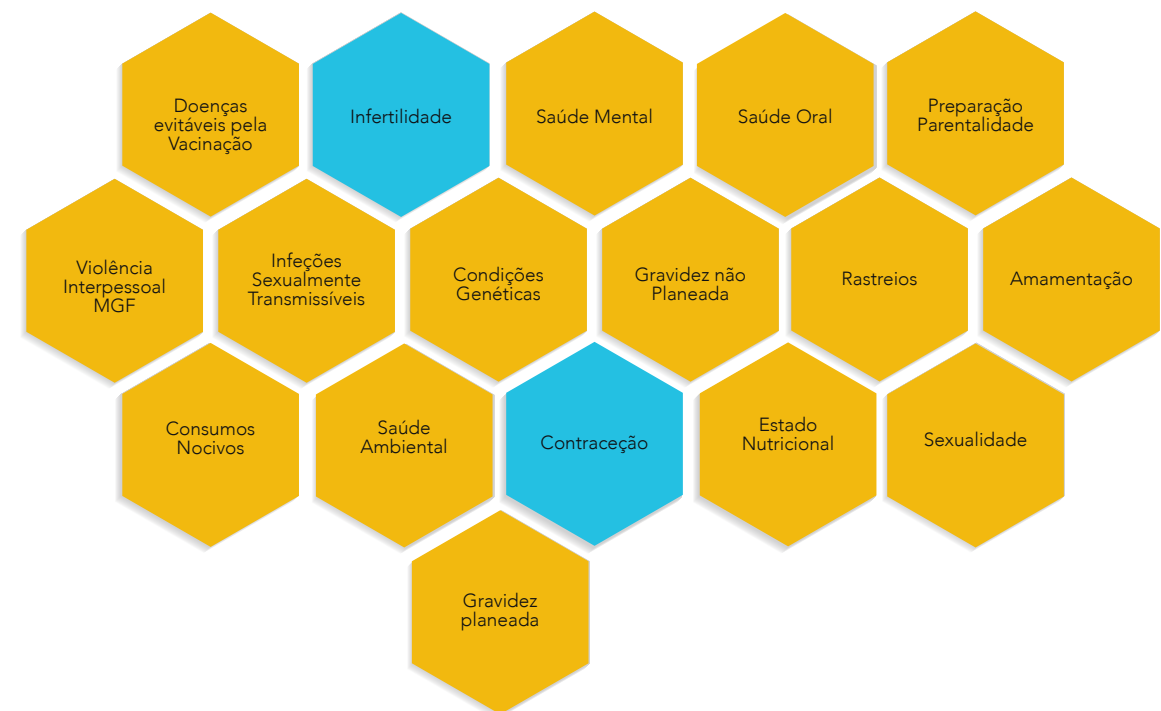 Doenças
evitáveis pela
Vacinação
Infertilidade
Saúde Mental
Saúde Oral
Preparação
Parentalidade
Violência
Interpessoal
MGF
Infeções
Sexualmente
Transmissíveis
Condições
Genéticas
Gravidez não
Planeada
Rastreios
Amamentação
Consumos
Nocivos
Saúde
Ambiental
Contraceção
Estado
Nutricional
Sexualidade
Gravidez
planeada